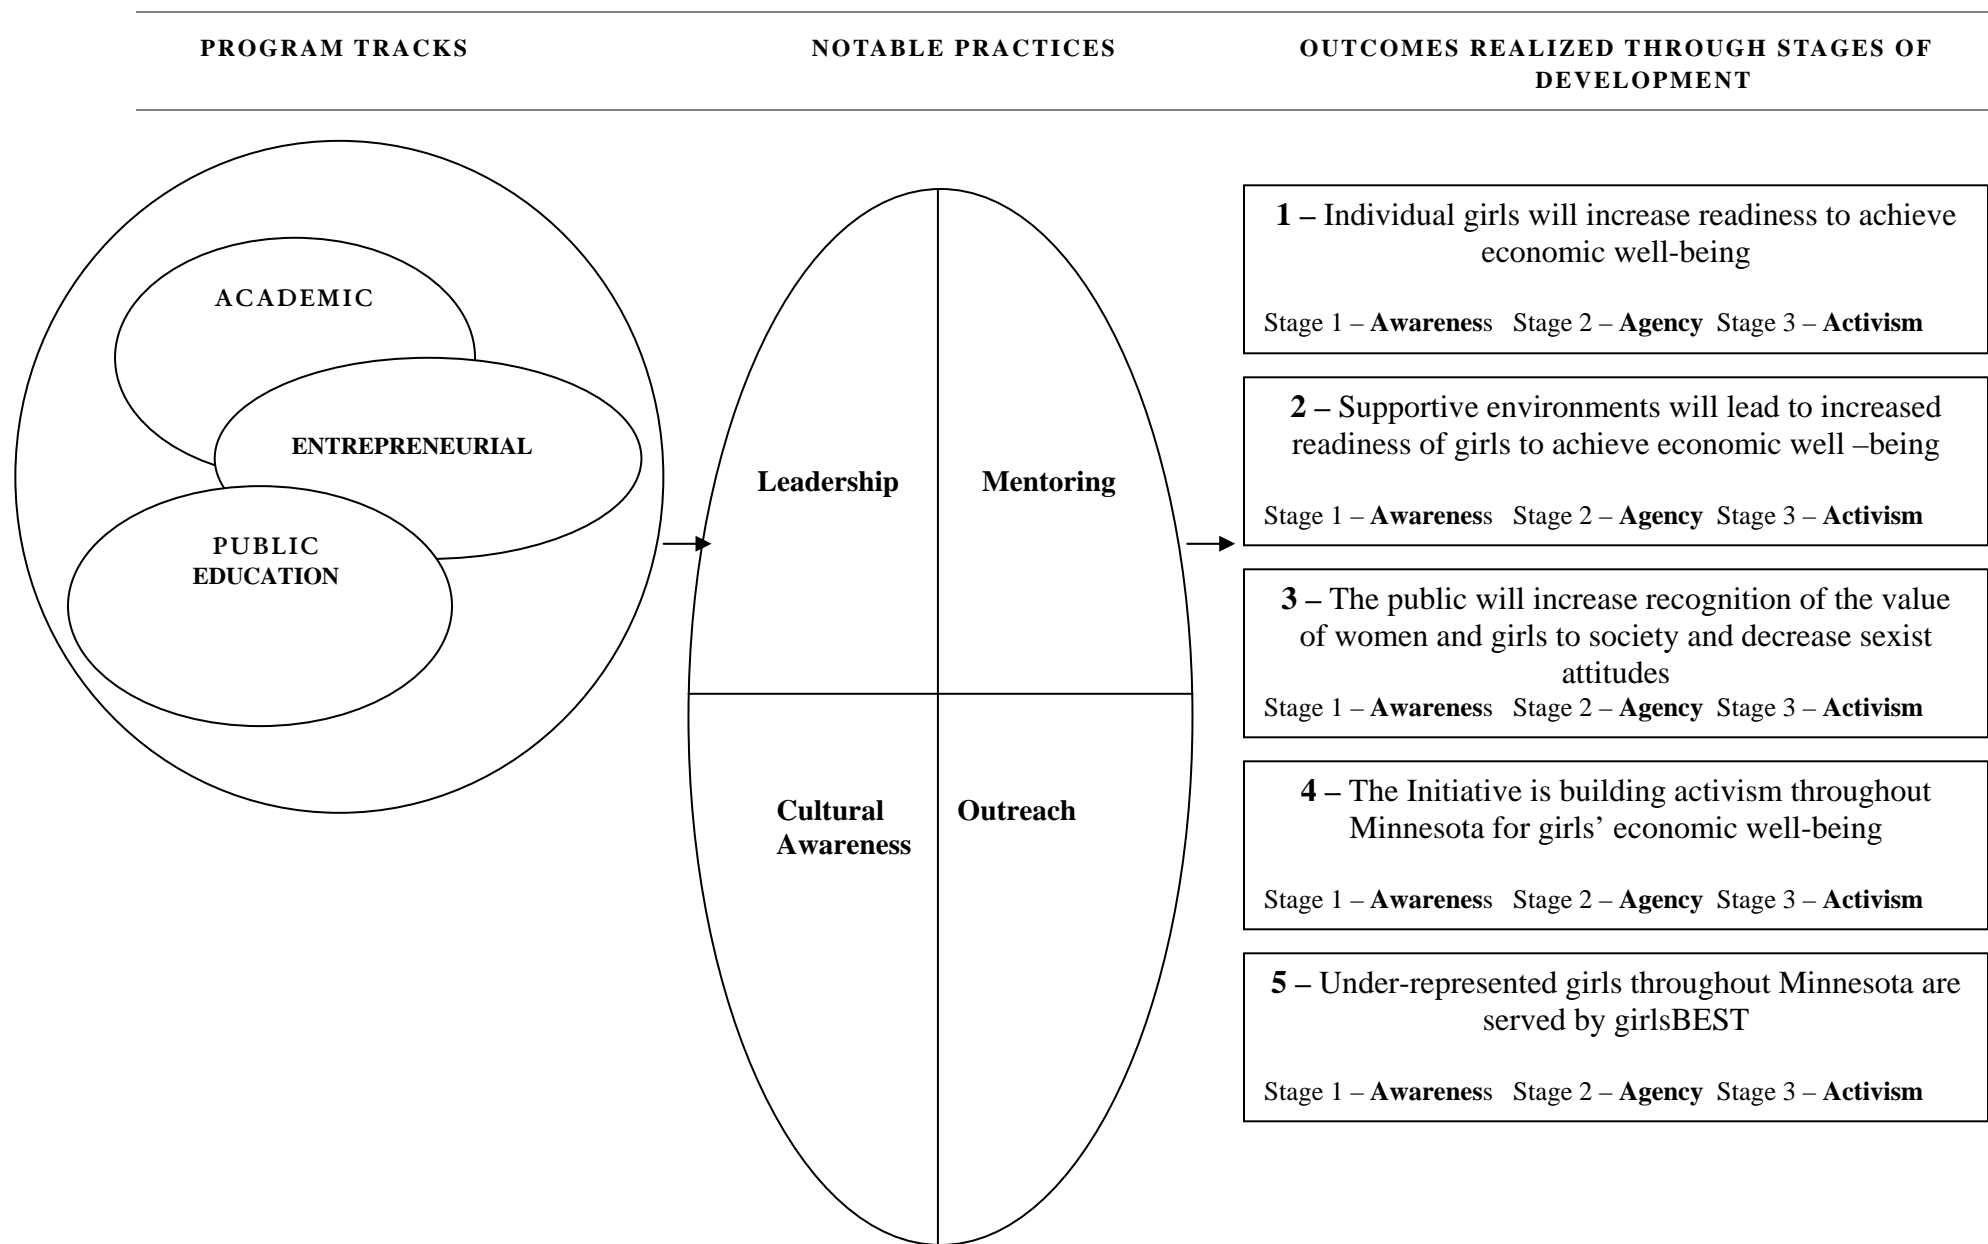 PROGRAM TRACKS
NOTABLE PRACTICES
OUTCOMES REALIZED THROUGH STAGES OF
DEVELOPMENT
ACADEMIC
ENTREPRENEURIAL
PUBLIC
EDUCATION
Leadership
Mentoring
Cultural
Awareness
Outreach
1 – Individual girls will increase readiness to achieve
economic well-being
Stage 1 – Awareness Stage 2 – Agency Stage 3 – Activism
2 – Supportive environments will lead to increased
readiness of girls to achieve economic well –being
Stage 1 – Awareness Stage 2 – Agency Stage 3 – Activism
3 – The public will increase recognition of the value
of women and girls to society and decrease sexist
attitudes
Stage 1 – Awareness Stage 2 – Agency Stage 3 – Activism
4 – The Initiative is building activism throughout
Minnesota for girls’ economic well-being
Stage 1 – Awareness Stage 2 – Agency Stage 3 – Activism
5 – Under-represented girls throughout Minnesota are
served by girlsBEST
Stage 1 – Awareness Stage 2 – Agency Stage 3 – Activism